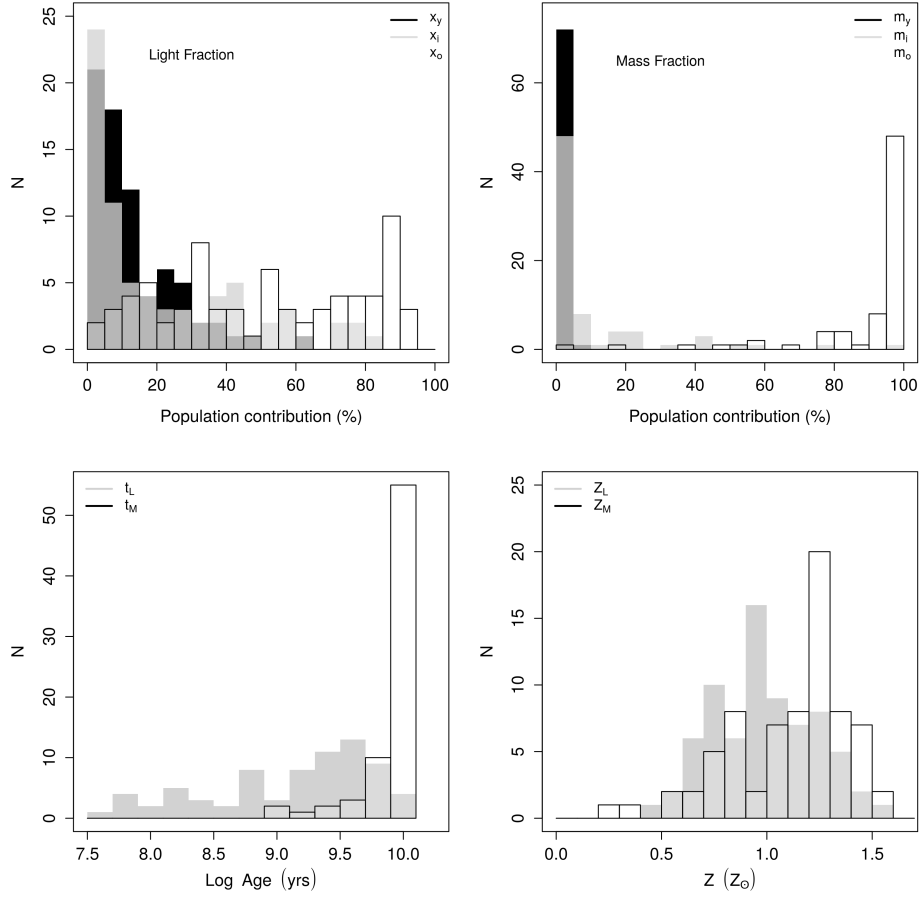 25
20
15
10
5
0
N
Light Fraction
x_y
x_i
x_o
0 20 40 60 80 100
Population contribution (%)
60
40
20
0
N
Mass Fraction
m_y
m_i
m_o
0 20 40 60 80 100
Population contribution (%)
50
40
30
20
10
0
N
t_L
t_M
7.5 8.0 8.5 9.0 9.5 10.0
Log Age (yrs)
25
20
15
10
5
0
N
Z_L
Z_M
0.0 0.5 1.0 1.5
Z (Z⊙)